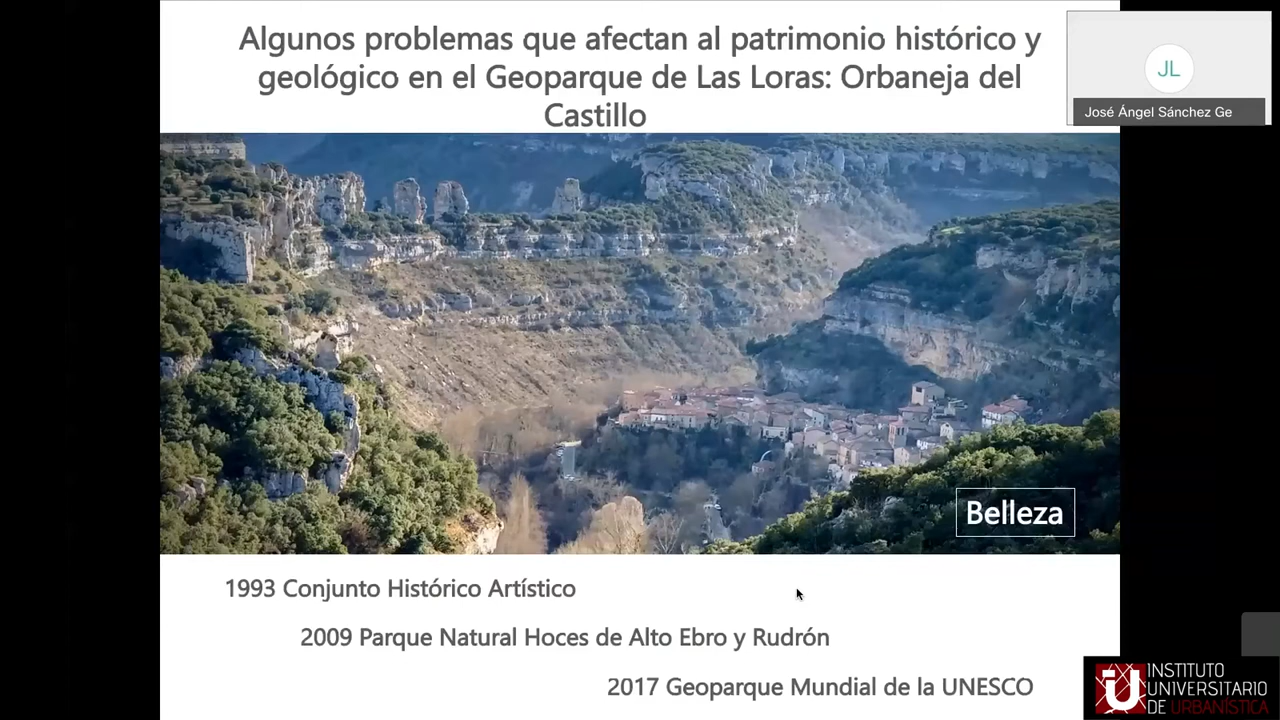 Algunos problemas que afectan al patrimonio histórico y
geológico en el Geoparque de Las Loras: Orbaneja del
Castillo
JL
José Ángel Sánchez Ge
Belleza
1993 Conjunto Histórico Artístico
2009 Parque Natural Hoces de Alto Ebro y Rudrón
2017 Geoparque Mundial de la UNESCO
iU
INSTITUTO
UNIVERSITARIO
DE URBANÍSTICA